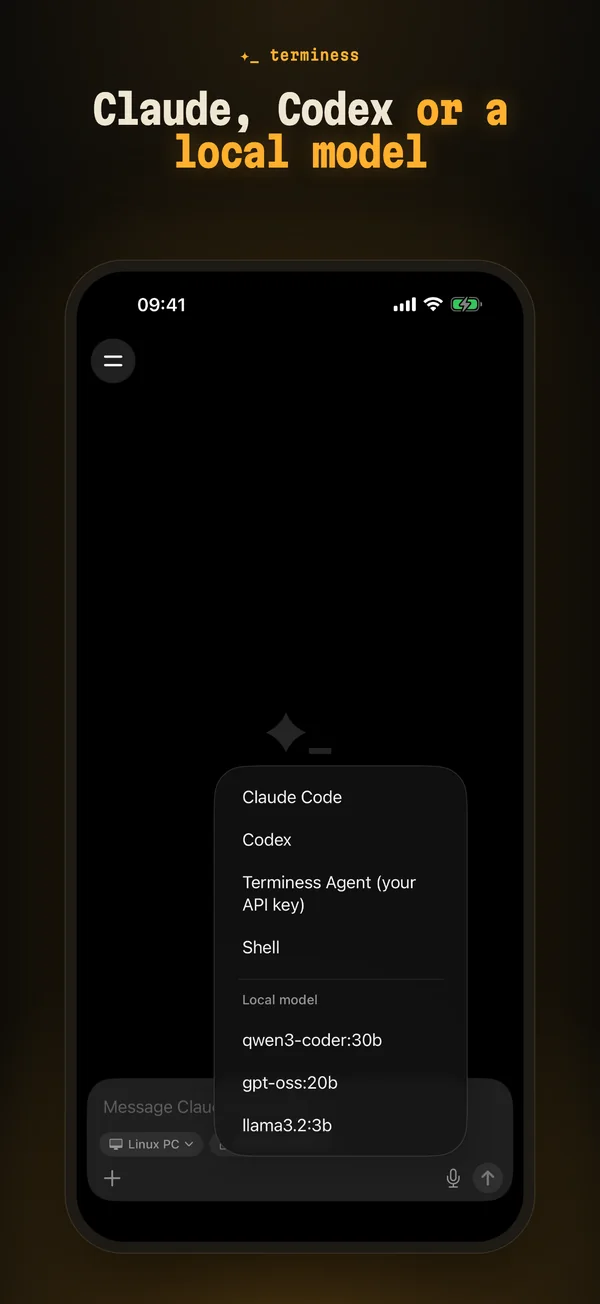 ✦_ terminess
Claude, Codex or a
local model
09:41
Claude Code
Codex
Terminess Agent (your
API key)
Shell
Local model
qwen3-coder:30b
gpt-oss:20b
llama3.2:3b
Message
Linux PC